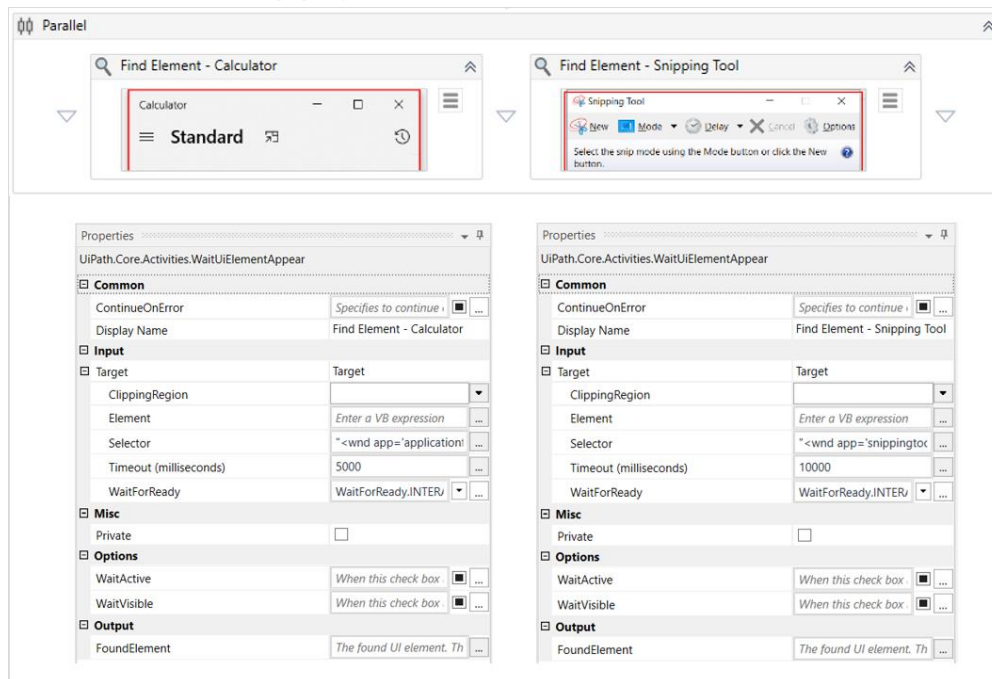 Parallel
Find Element - Calculator
Calculator
Standard
Find Element - Snipping Tool
Snipping Tool
New Mode Delay Cancel Options
Select the snip mode using the Mode button or click the New
button.
Properties
UiPath.Core.Activities.WaitUiElementAppear
Common
ContinueOnError Specifies to continue
Display Name Find Element - Calculator
Input
Target Target
ClippingRegion
Element Enter a VB expression
Selector "<wnd app='application
Timeout (milliseconds) 5000
WaitForReady WaitForReady.INTER
Misc
Private
Options
WaitActive When this check box
WaitVisible When this check box
Output
FoundElement The found UI element. Th
Properties
UiPath.Core.Activities.WaitUiElementAppear
Common
ContinueOnError Specifies to continue
Display Name Find Element - Snipping Tool
Input
Target Target
ClippingRegion
Element Enter a VB expression
Selector "<wnd app='snippingto
Timeout (milliseconds) 10000
WaitForReady WaitForReady.INTER
Misc
Private
Options
WaitActive When this check box
WaitVisible When this check box
Output
FoundElement The found UI element. Th